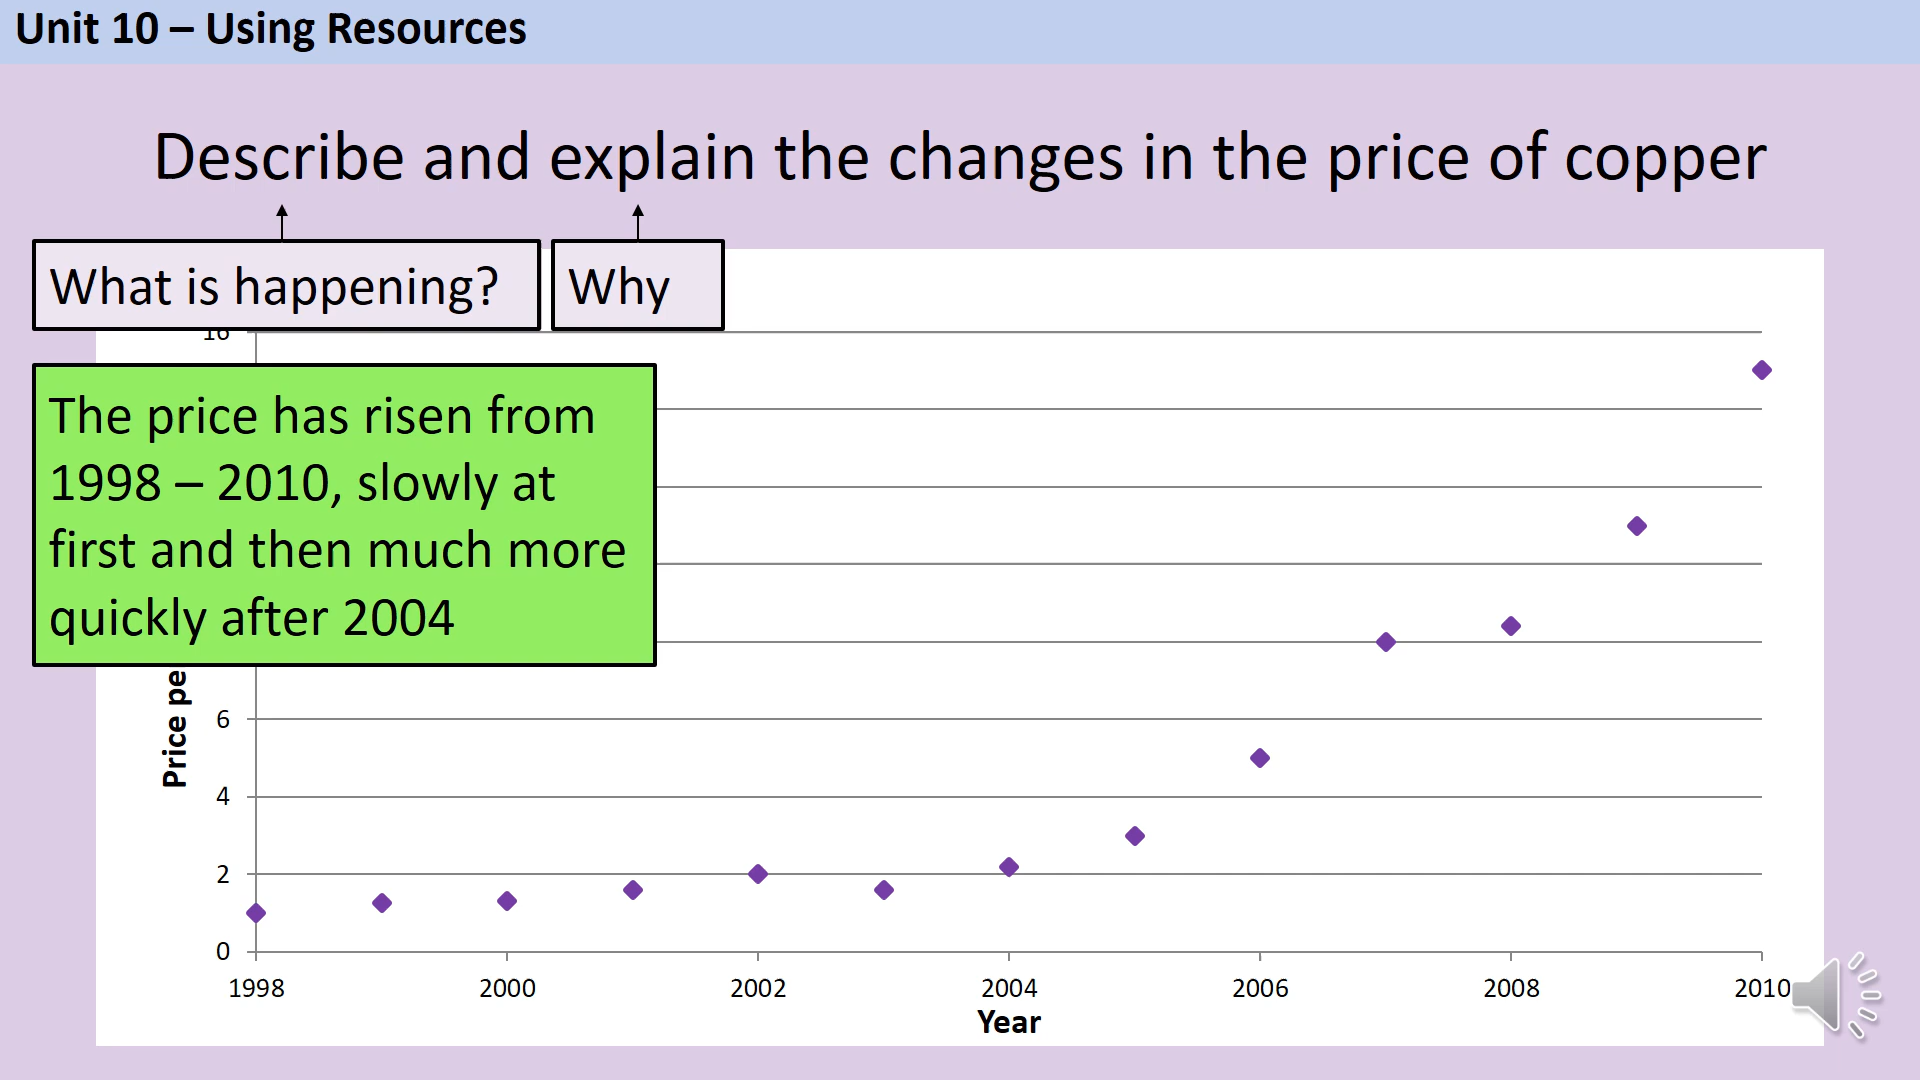 Unit 10 – Using Resources
Describe and explain the changes in the price of copper
What is happening?
Why
16
The price has risen from
1998 – 2010, slowly at
first and then much more
quickly after 2004
Price pe
6
4
2
0
1998 2000 2002 2004 2006 2008 2010
Year